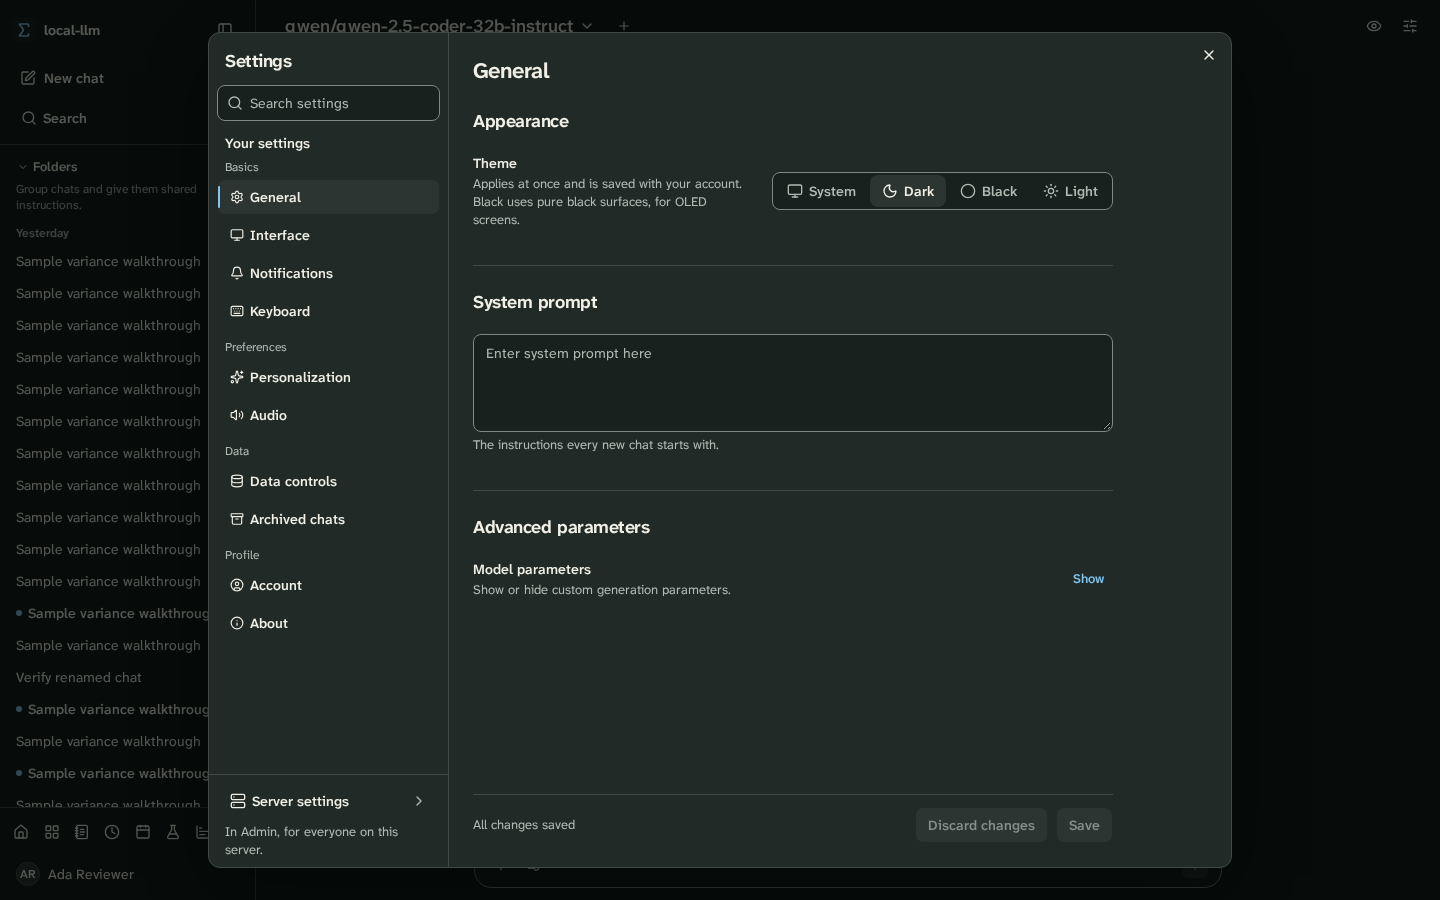 local-llm
qwen/qwen-2.5-coder-32b-instruct
New chat
Search
Folders
Group chats and give them shared
instructions.
Yesterday
Sample variance walkthrough
Sample variance walkthrough
Sample variance walkthrough
Sample variance walkthrough
Sample variance walkthrough
Sample variance walkthrough
Sample variance walkthrough
Sample variance walkthrough
Sample variance walkthrough
Sample variance walkthrough
Sample variance walkthrough
Sample variance walkthroug
Sample variance walkthrough
Verify renamed chat
Sample variance walkthroug
Sample variance walkthrough
Sample variance walkthroug
Sample variance walkthrough
AR
Ada Reviewer
Settings
Search settings
Your settings
Basics
General
Interface
Notifications
Keyboard
Preferences
Personalization
Audio
Data
Data controls
Archived chats
Profile
Account
About
Server settings
In Admin, for everyone on this
server.
General
Appearance
Theme
Applies at once and is saved with your account.
Black uses pure black surfaces, for OLED
screens.
System Dark Black Light
System prompt
Enter system prompt here
The instructions every new chat starts with.
Advanced parameters
Model parameters
Show or hide custom generation parameters.
Show
All changes saved
Discard changes
Save